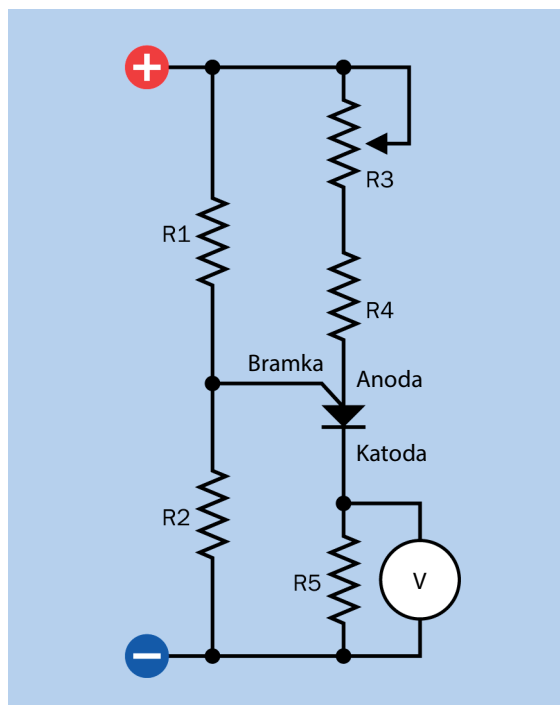 +
R3
R1
R4
Bramka
Anoda
Katoda
R2
R5
V
−